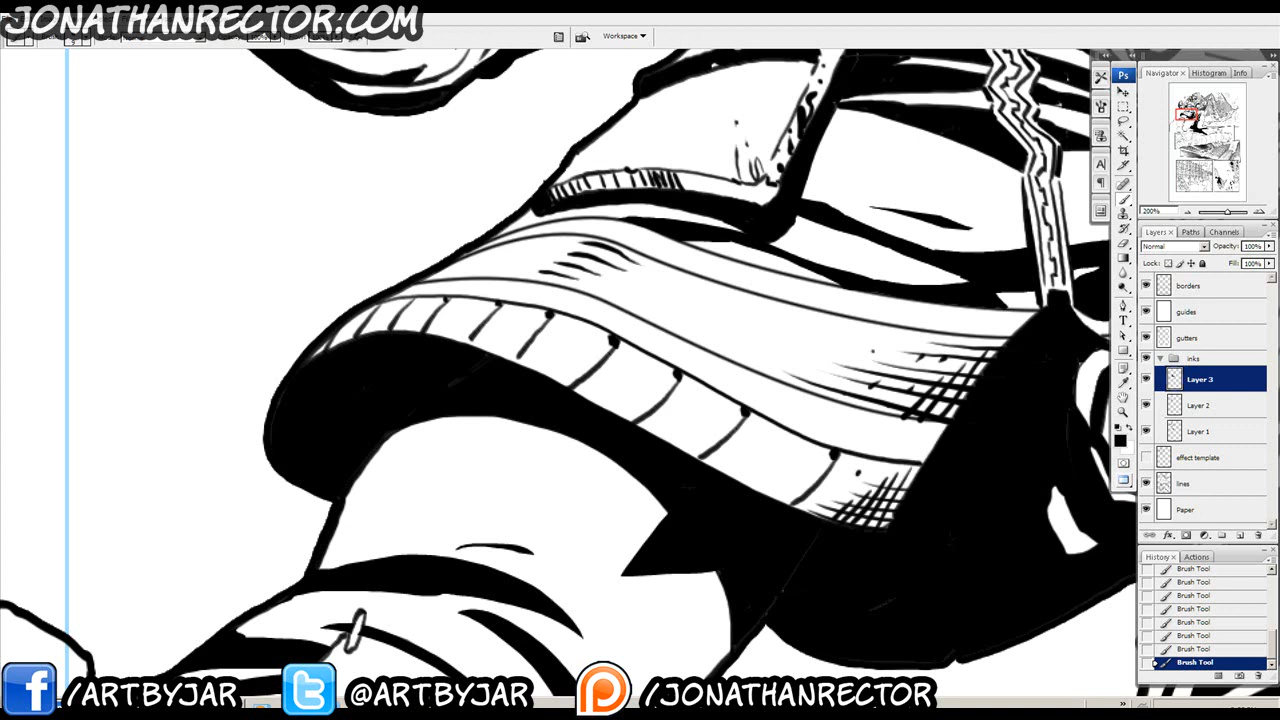 JONATHANRECTOR.COM
Workspace
Ps
Navigator × Histogram Info
200%
Layers × Paths Channels
Normal Opacity: 100%
Lock: Fill: 100%
borders
guides
gutters
inks
Layer 3
Layer 2
Layer 1
effect template
lines
Paper
fx
History × Actions
Brush Tool
Brush Tool
Brush Tool
Brush Tool
Brush Tool
Brush Tool
Brush Tool
Brush Tool
/ARTBYJAR @ARTBYJAR /JONATHANRECTOR